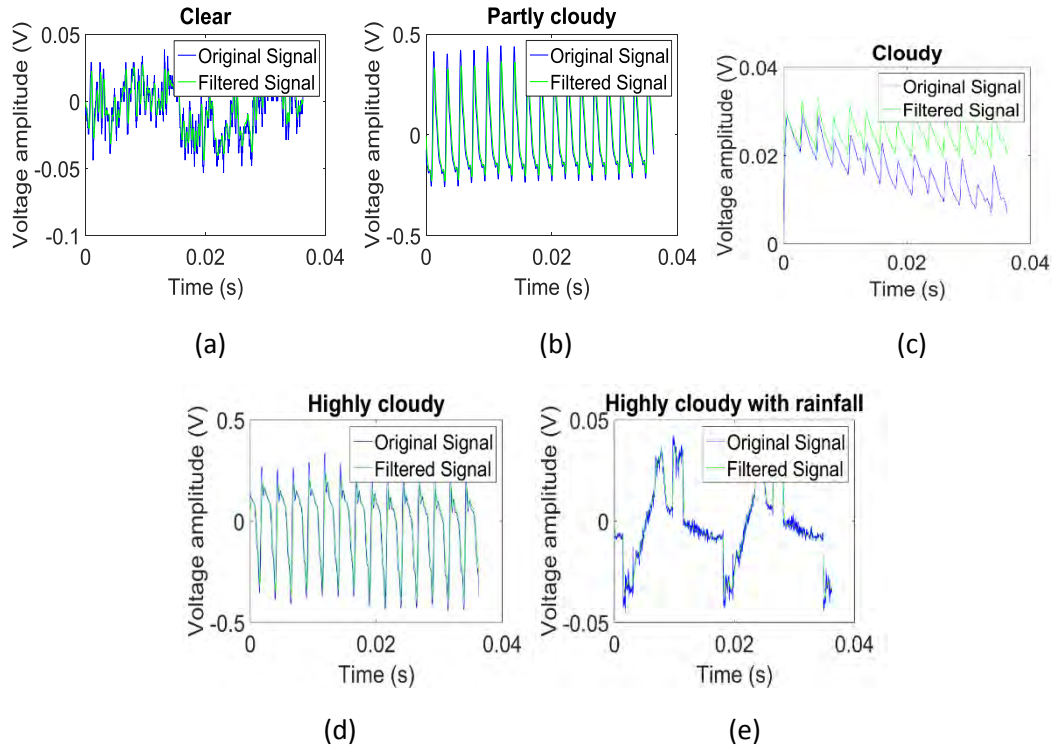 Clear
Voltage amplitude (V)
0.05
0
-0.05
-0.1
Original Signal
Filtered Signal
0
0.02
0.04
Time (s)
(a)
Partly cloudy
Voltage amplitude (V)
0.5
0
-0.5
Original Signal
Filtered Signal
0
0.02
0.04
Time (s)
(b)
Cloudy
Voltage amplitude (V)
0.04
0.02
0
Original Signal
Filtered Signal
0
0.02
0.04
Time (s)
(c)
Highly cloudy
Voltage amplitude (V)
0.5
0
-0.5
Original Signal
Filtered Signal
0
0.02
0.04
Time (s)
(d)
Highly cloudy with rainfall
Voltage amplitude (V)
0.05
0
0.05
Original Signal
Filtered Signal
0
0.02
0.04
Time (s)
(e)